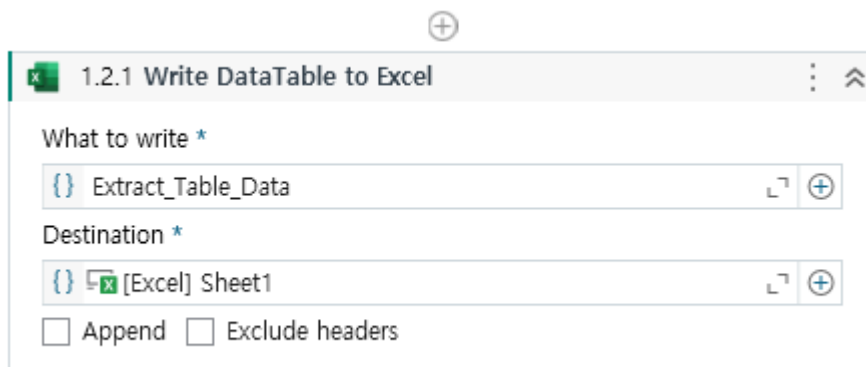 1.2.1 Write DataTable to Excel
What to write *
{} Extract_Table_Data
Destination *
{} [Excel] Sheet1
Append Exclude headers